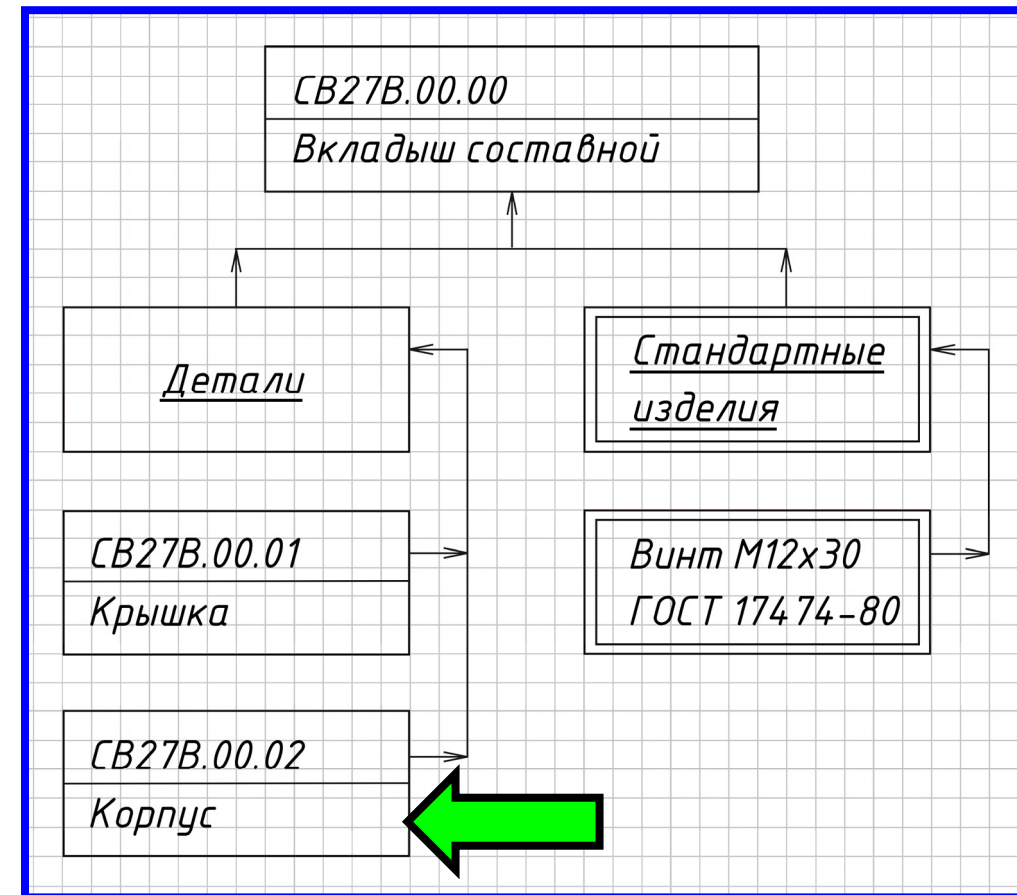 СВ27В.00.00
Вкладыш составной
Детали
Стандартные
изделия
СВ27В.00.01
Крышка
Винт М12х30
ГОСТ 17474-80
СВ27В.00.02
Корпус